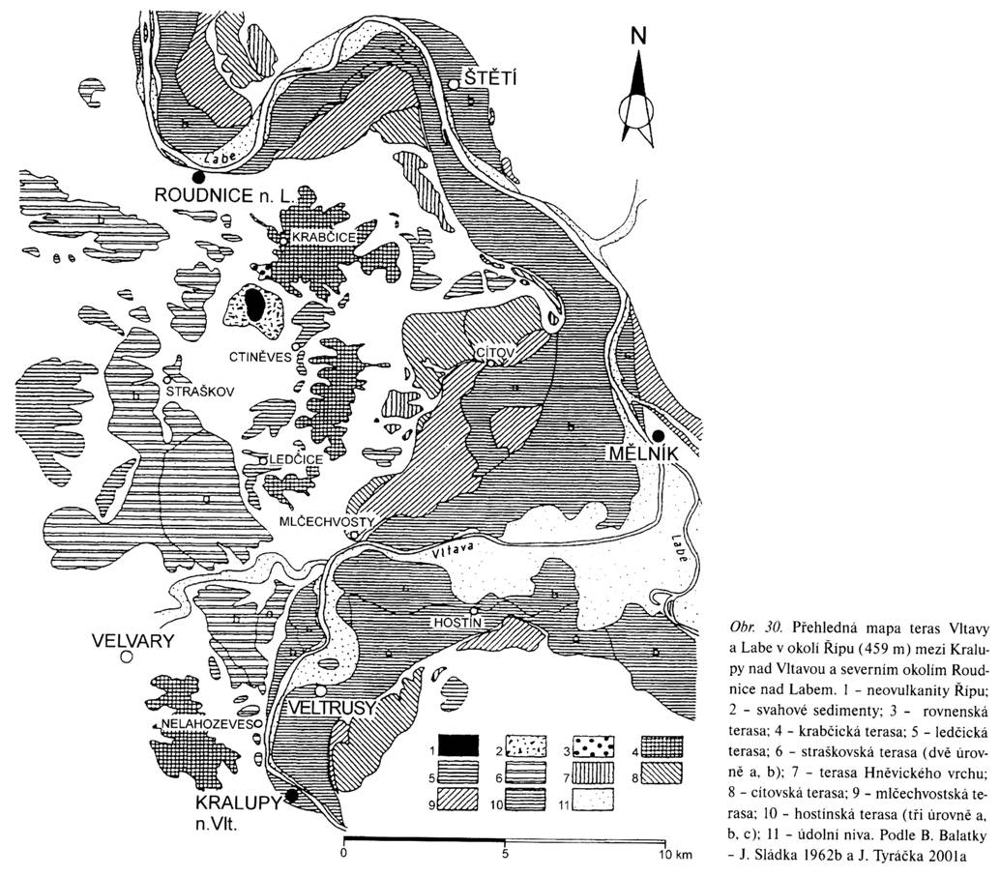 N
ŠTĚTÍ
b
b
Labe
ROUDNICE n. L.
b
KRABČICE
CTINĚVES
CÍTOV
STRAŠKOV
b
a
b
MĚLNÍK
LEDČICE
a
MLČECHVOSTY
Vltava
Labe
HOSTÍN
b
a
VELVARY
VELTRUSY
NELAHOZEVES
KRALUPY
n.Vlt.
1
2
3
4
5
6
7
8
9
10
11
0
5
10 km
Obr. 30. Přehledná mapa teras Vltavy
a Labe v okolí Řípu (459 m) mezi Kralu-
py nad Vltavou a severním okolím Roud-
nice nad Labem. 1 – neovulkanity Řípu;
2 – svahové sedimenty; 3 – rovnenská
terasa; 4 – krabčická terasa; 5 – ledčická
terasa; 6 – straškovská terasa (dvě úrov-
ně a, b); 7 – terasa Hněvického vrchu;
8 – cítovská terasa; 9 – mlčechvostská te-
rasa; 10 – hostínská terasa (tři úrovně a,
b, c); 11 – údolní niva. Podle B. Balatky
– J. Sládka 1962b a J. Tyráčka 2001a